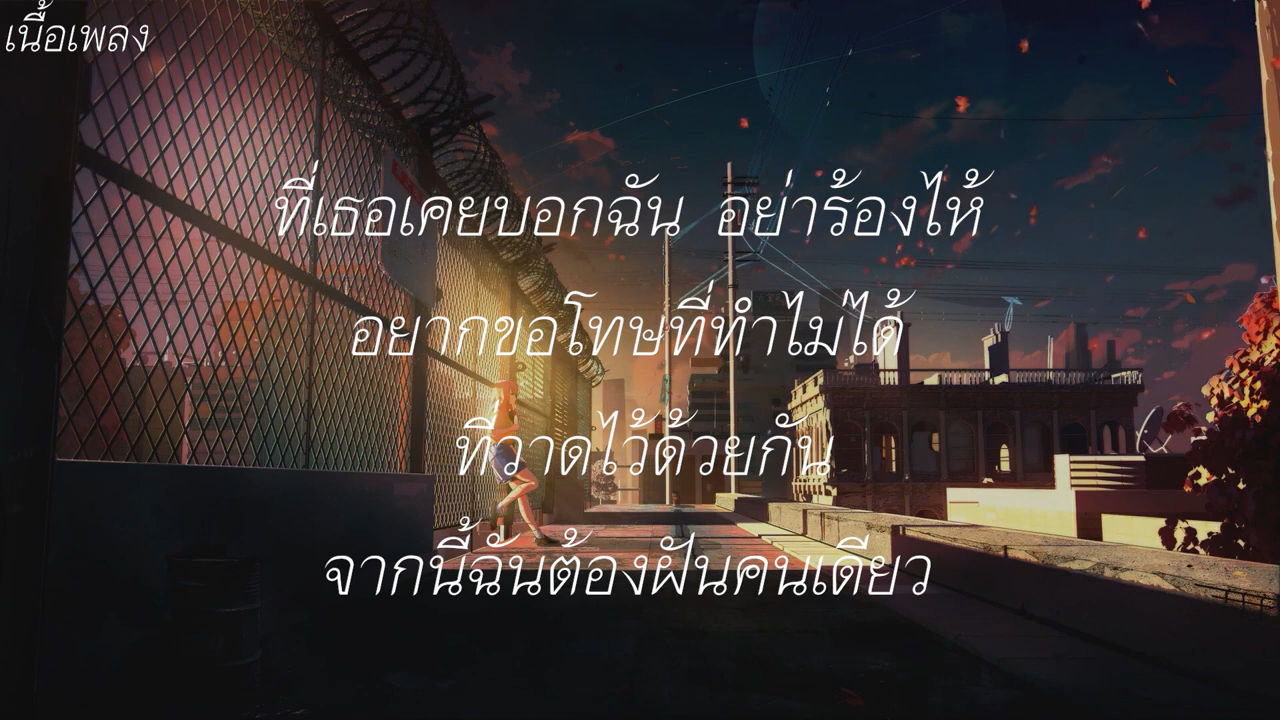 เนื้อเพลง
ที่เธอเคยบอกฉัน อย่าร้องไห้
อยากขอโทษที่ทำไม่ได้
ที่วาดไว้ด้วยกัน
จากนี้ฉันต้องฝันคนเดียว